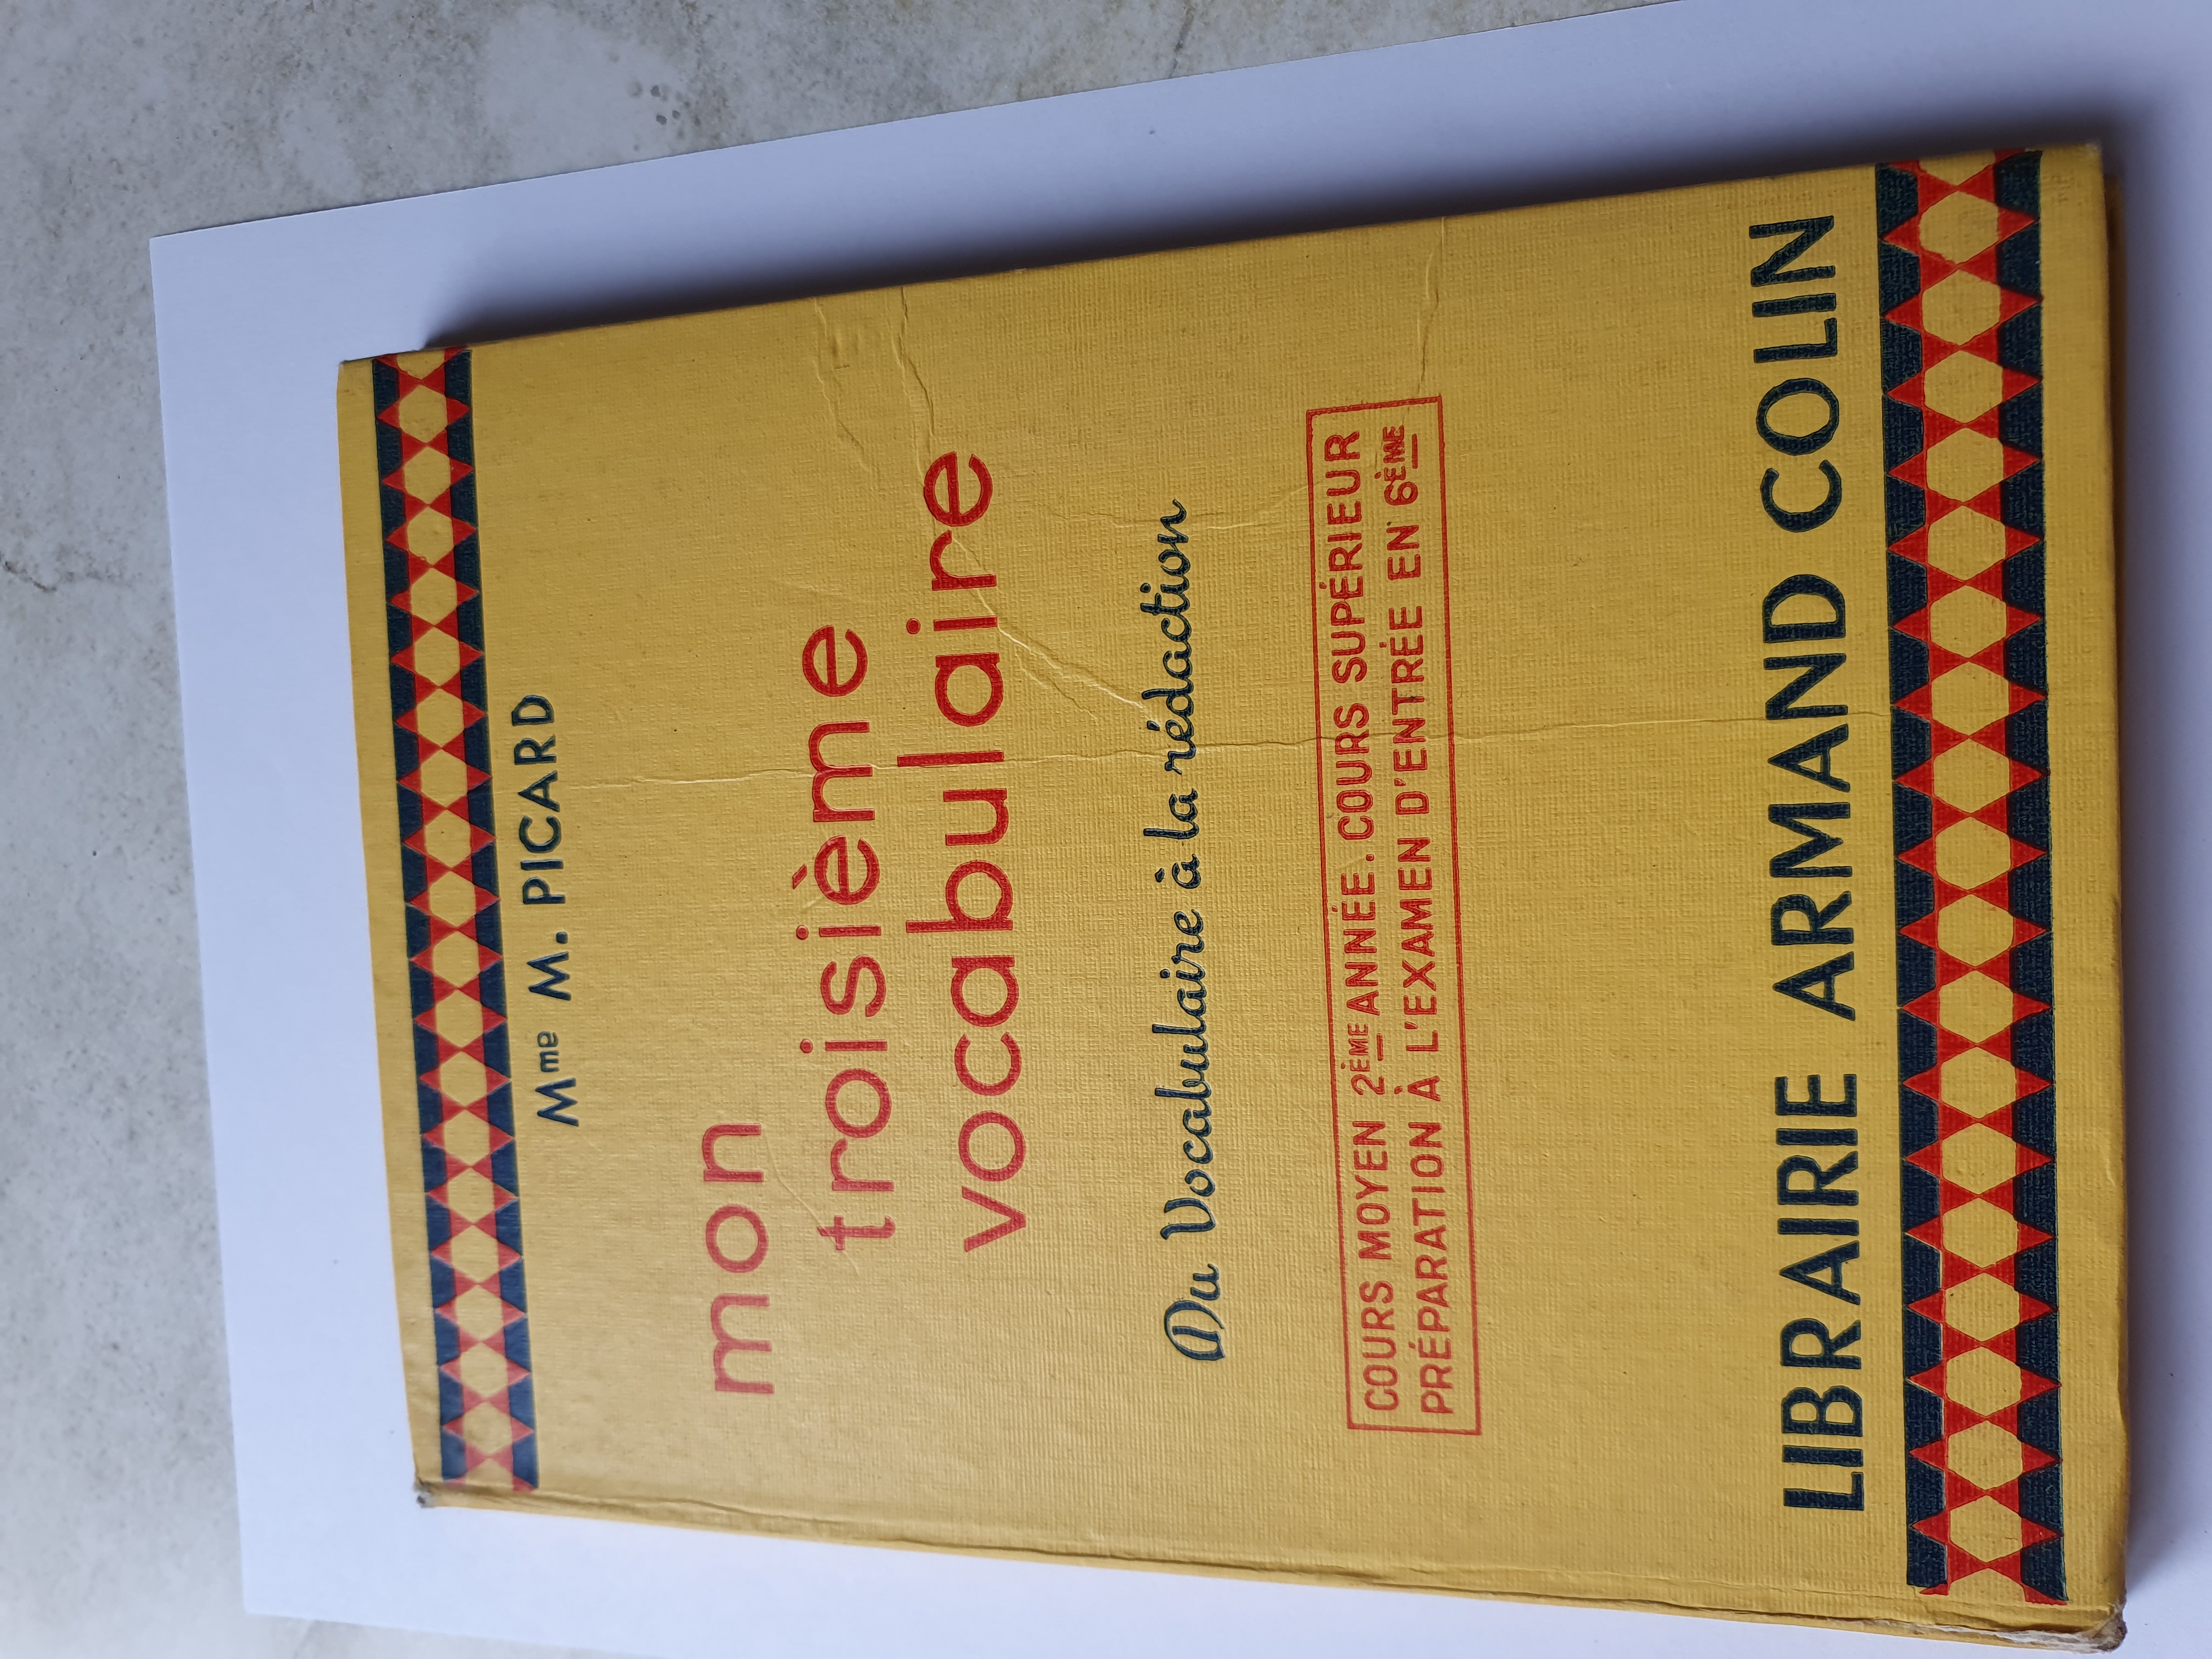 Mme M. PICARD
mon
troisième
vocabulaire
Du Vocabulaire à la rédaction
COURS MOYEN 2ÈME ANNÉE. COURS SUPÉRIEUR
PRÉPARATION À L'EXAMEN D'ENTRÉE EN 6ÈME
LIBRAIRIE ARMAND COLIN